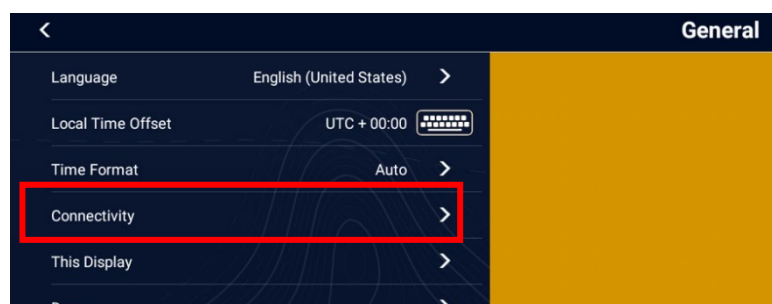 General
Language English (United States)
Local Time Offset UTC + 00:00
Time Format Auto
Connectivity
This Display